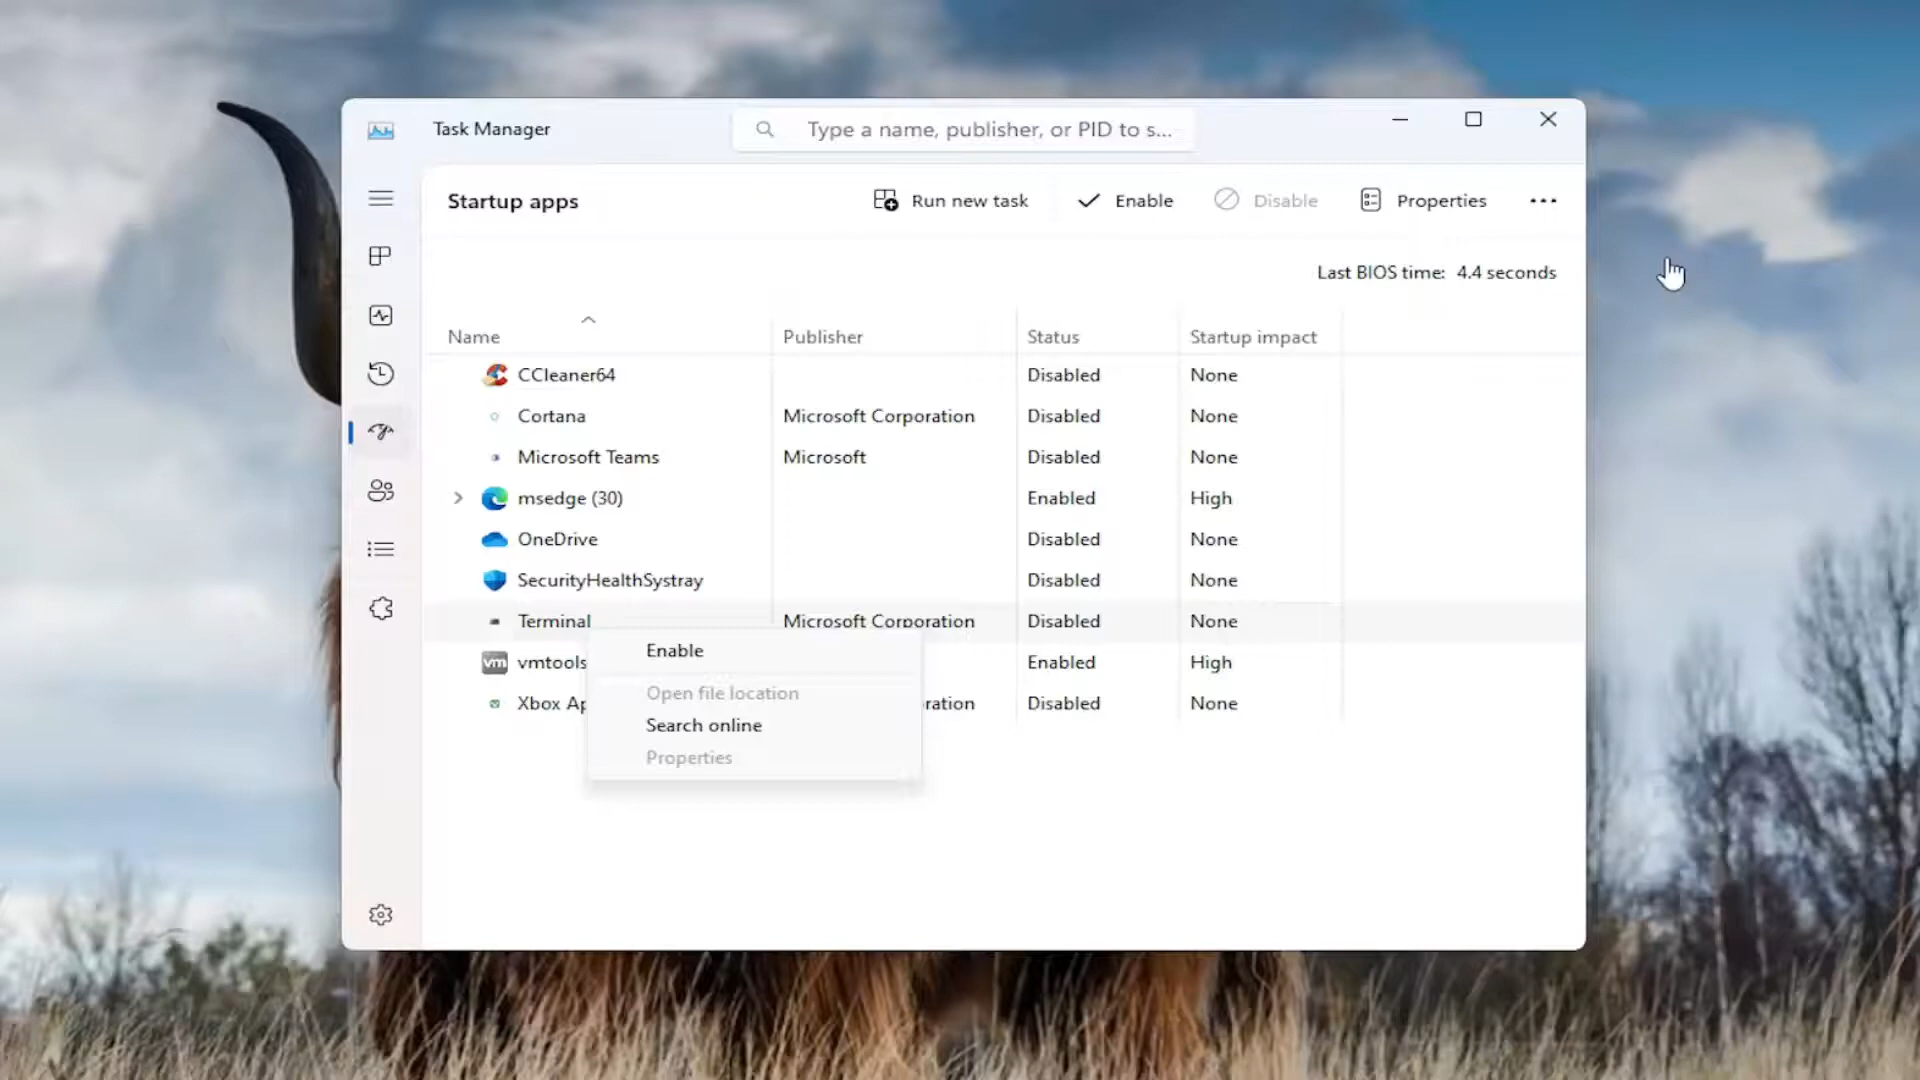 Task Manager
Type a name, publisher, or PID to s...
Startup apps
Run new task
Enable
Disable
Properties
Last BIOS time: 4.4 seconds
Name Publisher Status Startup impact
CCleaner64 Disabled None
Cortana Microsoft Corporation Disabled None
Microsoft Teams Microsoft Disabled None
msedge (30) Enabled High
OneDrive Disabled None
SecurityHealthSystray Disabled None
Terminal Microsoft Corporation Disabled None
vm vmtools Enabled High
Xbox Ap ration Disabled None
Enable
Open file location
Search online
Properties